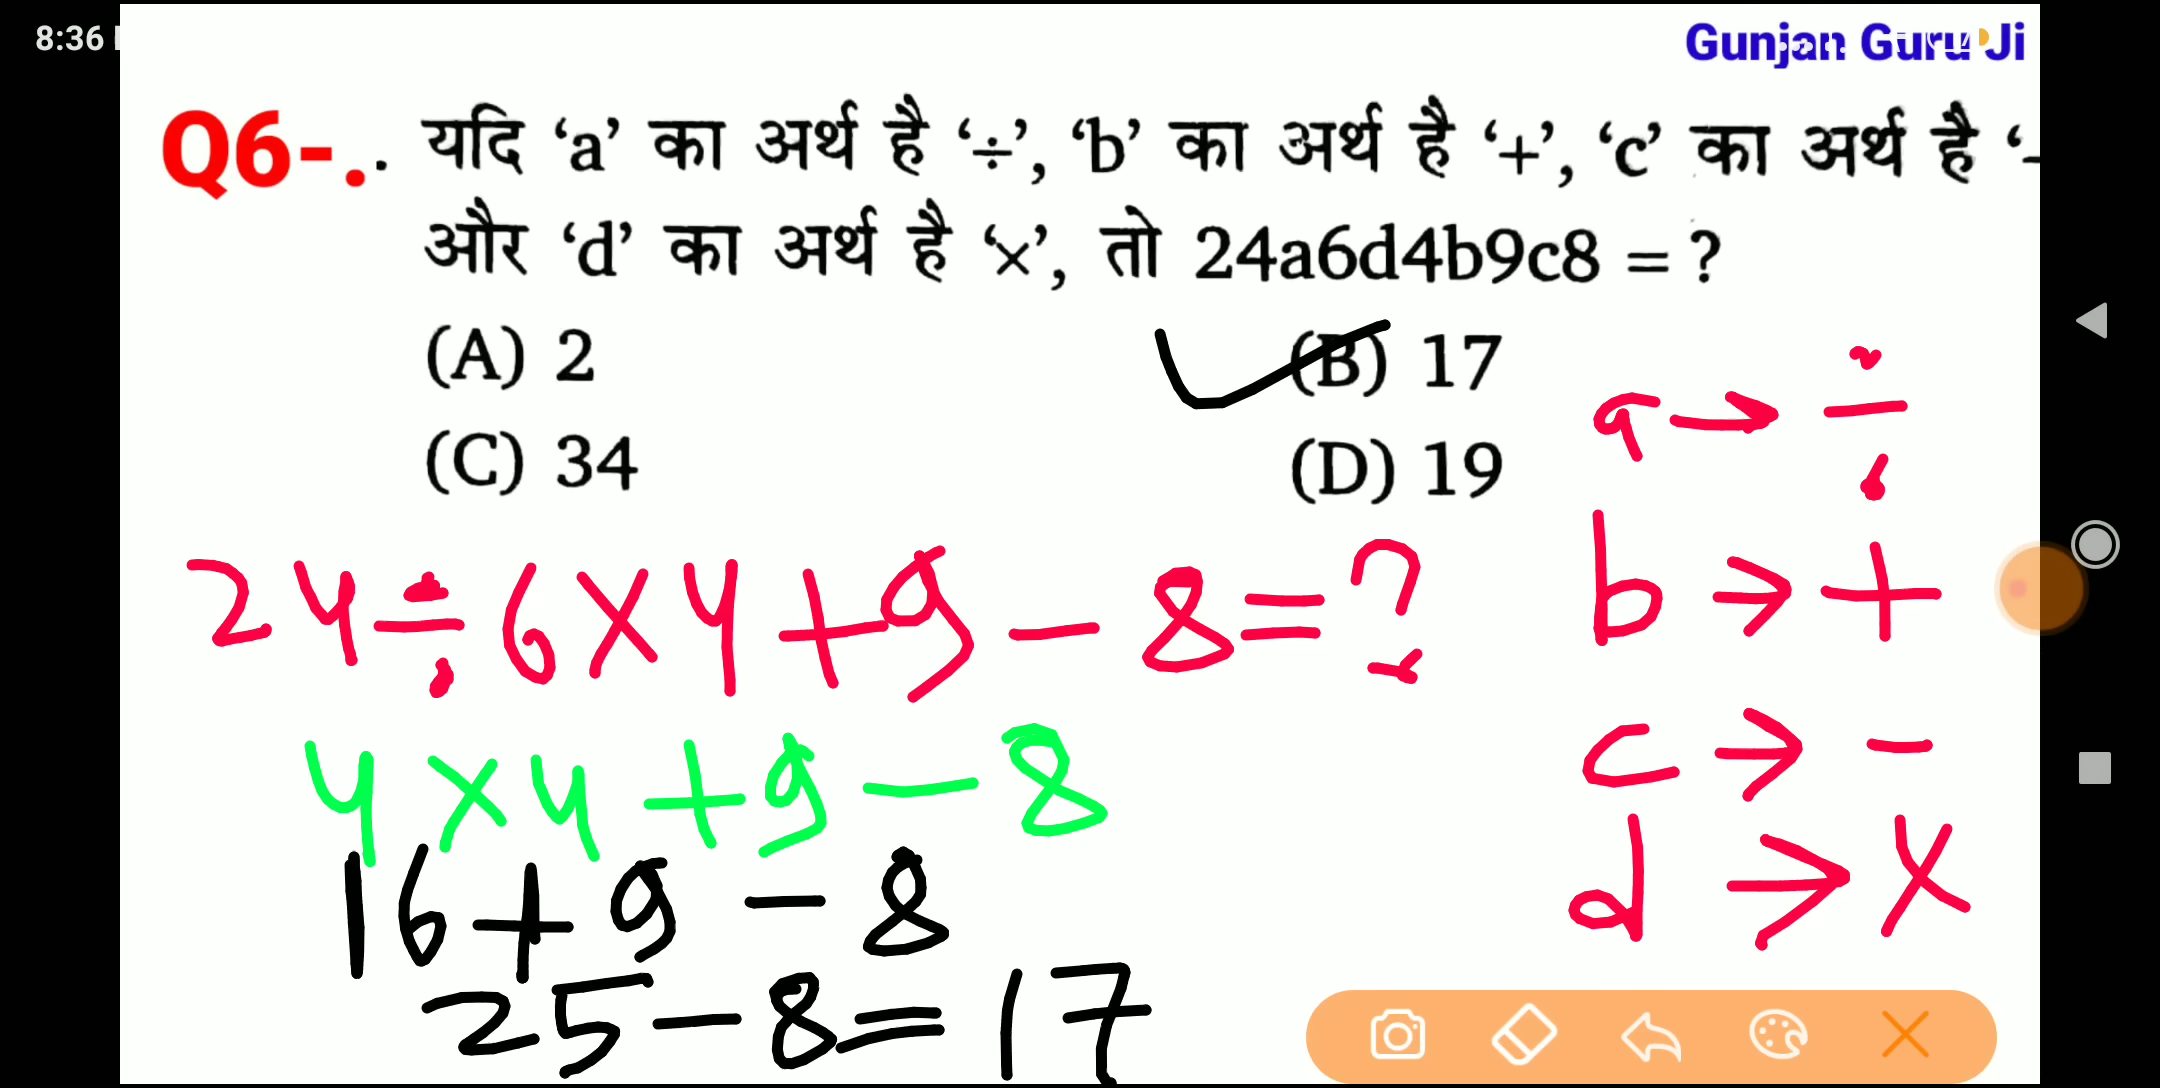 8:36
Gunjan Guru Ji
Q6-.. यदि ‘a’ का अर्थ है ‘÷’, ‘b’ का अर्थ है ‘+’, ‘c’ का अर्थ है ‘-
और ‘d’ का अर्थ है ‘×’, तो 24a6d4b9c8 = ?
(A) 2 (B) 17
(C) 34 (D) 19
a → ÷
b → +
c → -
d → ×
24÷6×4+9-8=?
4×4+9-8
16+9-8
25-8=17